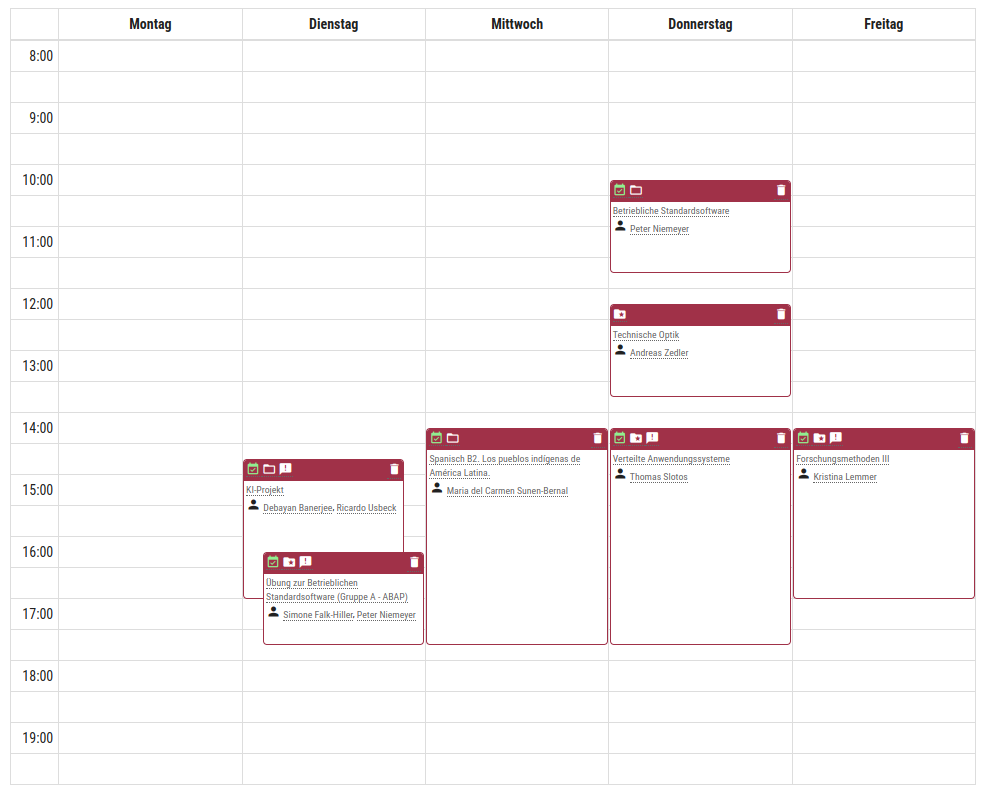 Montag Dienstag Mittwoch Donnerstag Freitag
8:00
9:00
10:00
Betriebliche Standardsoftware
Peter Niemeyer
11:00
12:00
Technische Optik
Andreas Zedler
13:00
14:00
KI-Projekt
Debayan Banerjee, Ricardo Usbeck
Übung zur Betrieblichen
Standardsoftware (Gruppe A - ABAP)
Simone Falk-Hiller, Peter Niemeyer
Spanisch B2. Los pueblos indígenas de
América Latina.
Maria del Carmen Sunen-Bernal
Verteilte Anwendungssysteme
Thomas Slotos
Forschungsmethoden III
Kristina Lemmer
15:00
16:00
17:00
18:00
19:00